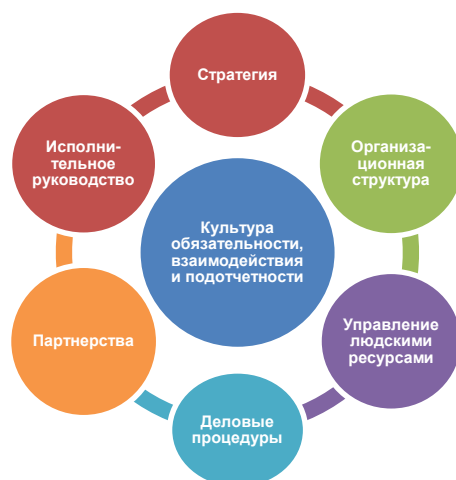 Стратегия
Исполни-
тельное
руководство
Организа-
ционная
структура
Культура
обязательности,
взаимодействия
и подотчетности
Партнерства
Управление
людскими
ресурсами
Деловые
процедуры